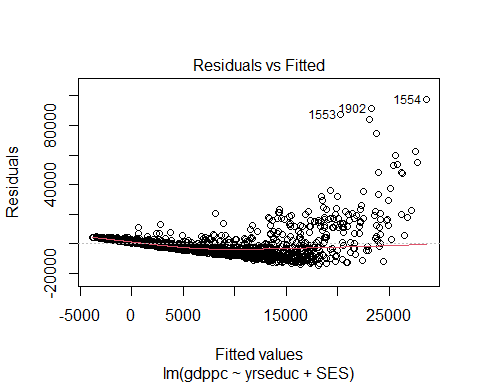 Residuals vs Fitted
Residuals
80000
40000
0
-20000
1553
1902
1554
-5000 0 5000 15000 25000
Fitted values
lm(gdppc ~ yrseduc + SES)